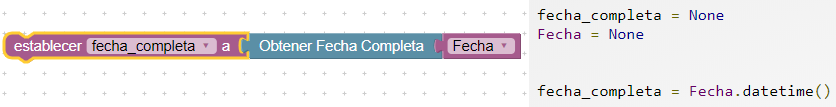 establecer fecha_completa a Obtener Fecha Completa Fecha
fecha_completa = None
Fecha = None
fecha_completa = Fecha.datetime()